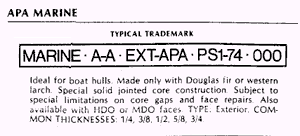 APA MARINE
TYPICAL TRADEMARK
MARINE · A-A · EXT-APA · PS1-74 · 000
Ideal for boat hulls. Made only with Douglas fir or western
larch. Special solid jointed core construction. Subject to
special limitations on core gaps and face repairs. Also
available with HDO or MDO faces. TYPE: Exterior. COM-
MON THICKNESSES: 1/4, 3/8, 1/2, 5/8, 3/4